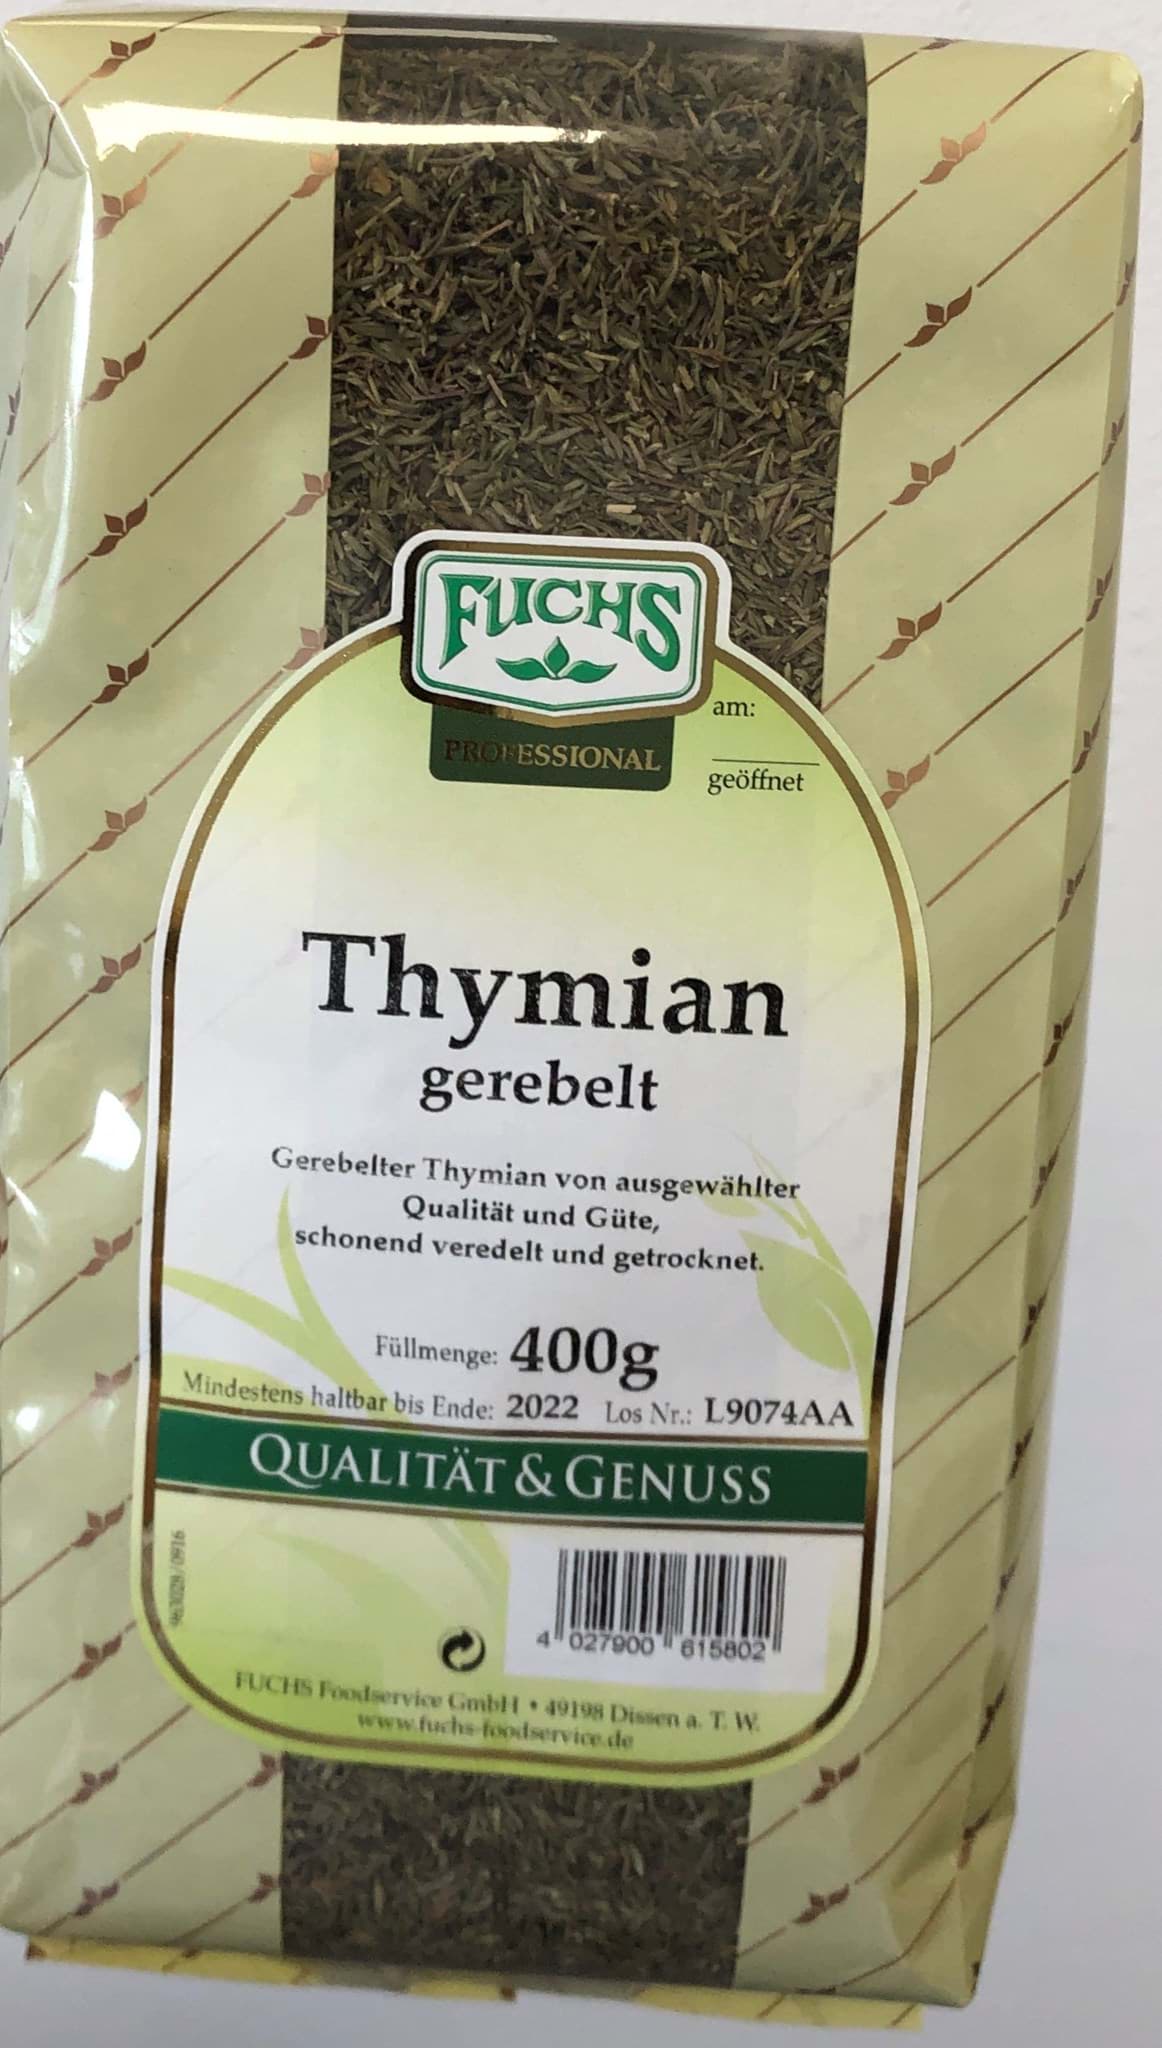 FUCHS
PROFESSIONAL
am:
geöffnet
Thymian
gerebelt
Gerebelter Thymian von ausgewählter
Qualität und Güte,
schonend veredelt und getrocknet.
Füllmenge: 400g
Mindestens haltbar bis Ende: 2022 Los Nr.: L9074AA
QUALITÄT & GENUSS
4 027900 615802
FUCHS Foodservice GmbH • 49198 Dissen a. T. W.
www.fuchs-foodservice.de